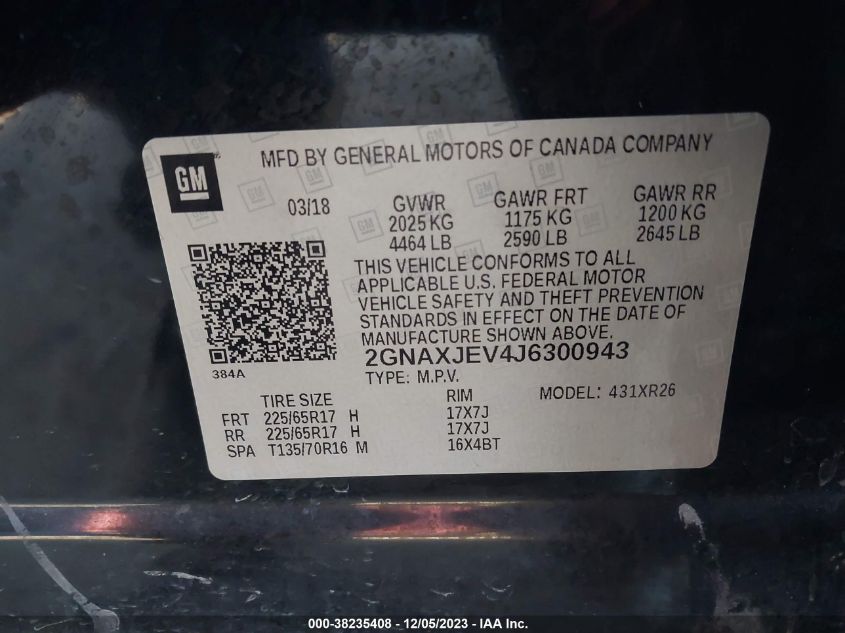 GM
MFD BY GENERAL MOTORS OF CANADA COMPANY
03/18
GVWR GAWR FRT GAWR RR
2025 KG 1175 KG 1200 KG
4464 LB 2590 LB 2645 LB
THIS VEHICLE CONFORMS TO ALL
APPLICABLE U.S. FEDERAL MOTOR
VEHICLE SAFETY AND THEFT PREVENTION
STANDARDS IN EFFECT ON THE DATE OF
MANUFACTURE SHOWN ABOVE.
384A
2GNAXJEV4J6300943
TYPE: M.P.V.
MODEL: 431XR26
TIRE SIZE RIM
FRT 225/65R17 H 17X7J
RR 225/65R17 H 17X7J
SPA T135/70R16 M 16X4BT
000-38235408 - 12/05/2023 - IAA Inc.